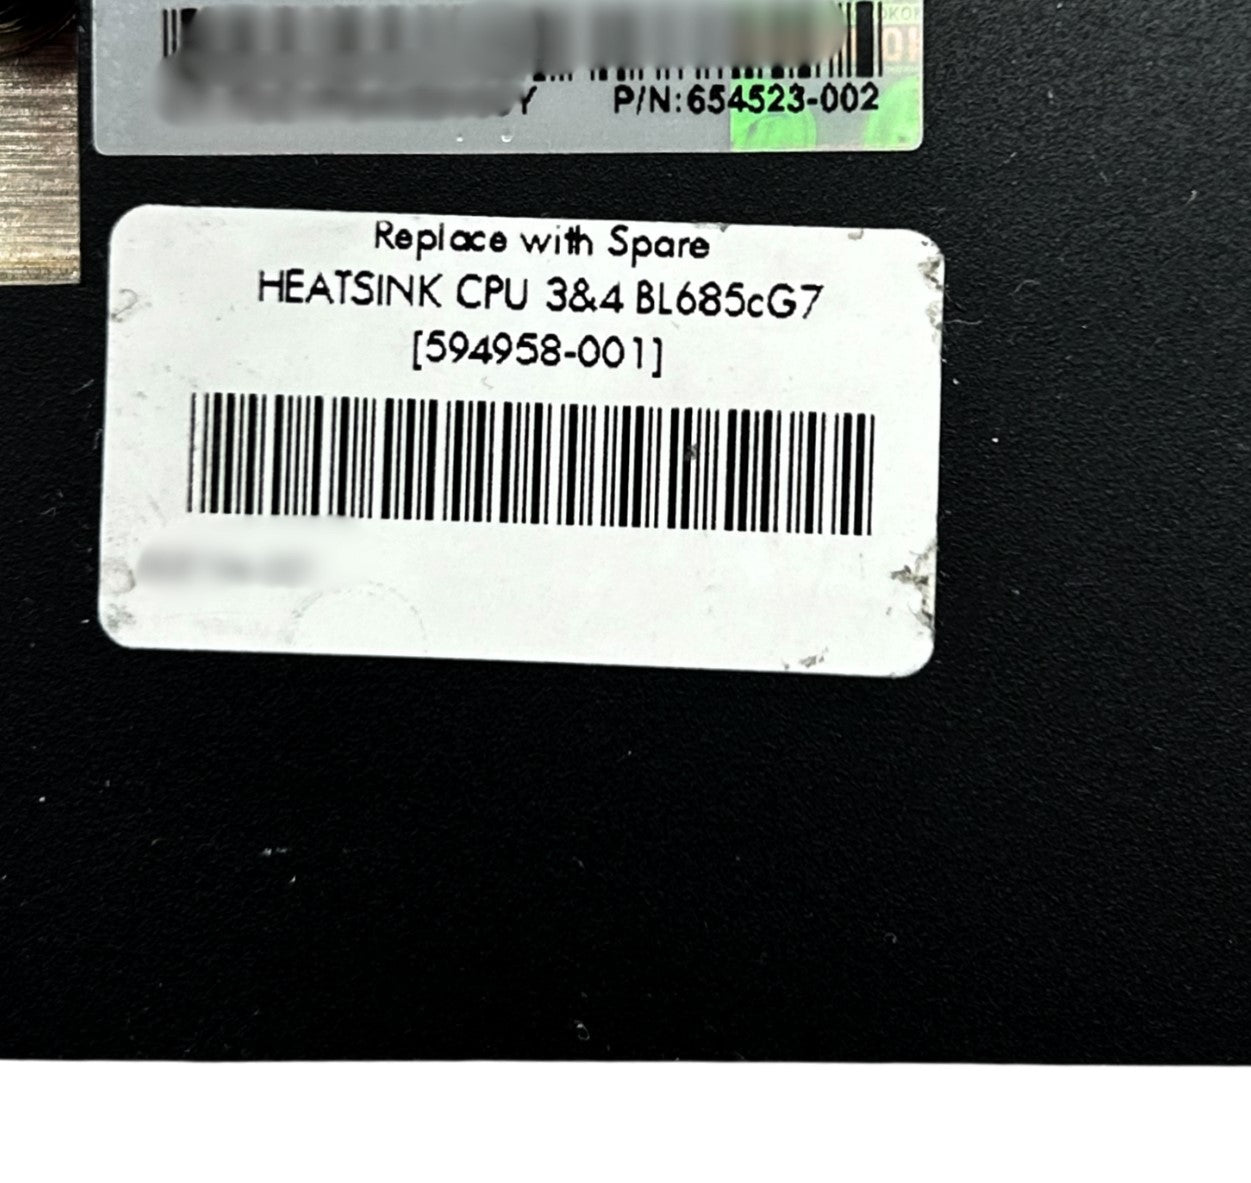 P/N:654523-002
Replace with Spare
HEATSINK CPU 3&4 BL685cG7
[594958-001]